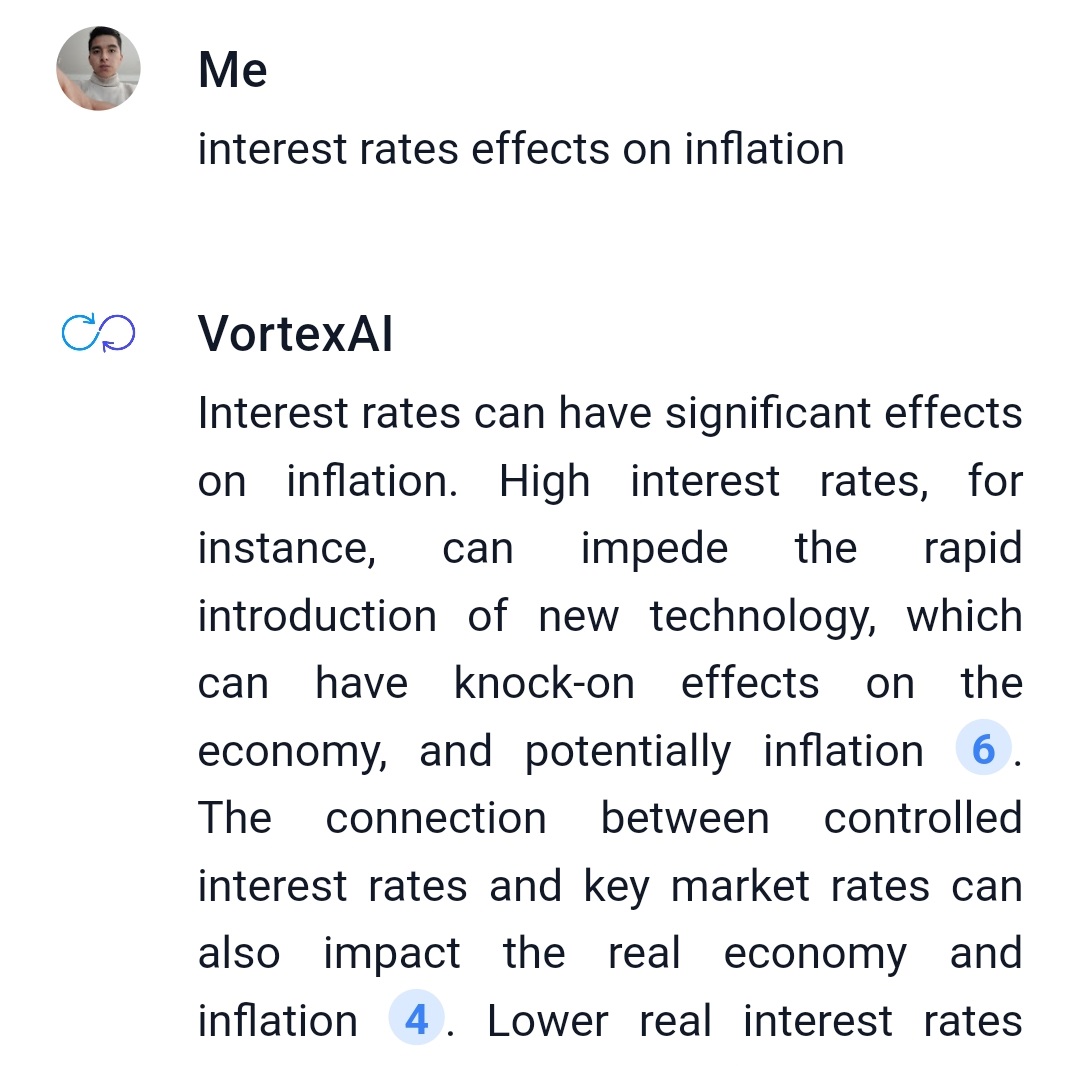 Me
interest rates effects on inflation
VortexAI
Interest rates can have significant effects
on inflation. High interest rates, for
instance, can impede the rapid
introduction of new technology, which
can have knock-on effects on the
economy, and potentially inflation 6.
The connection between controlled
interest rates and key market rates can
also impact the real economy and
inflation 4. Lower real interest rates